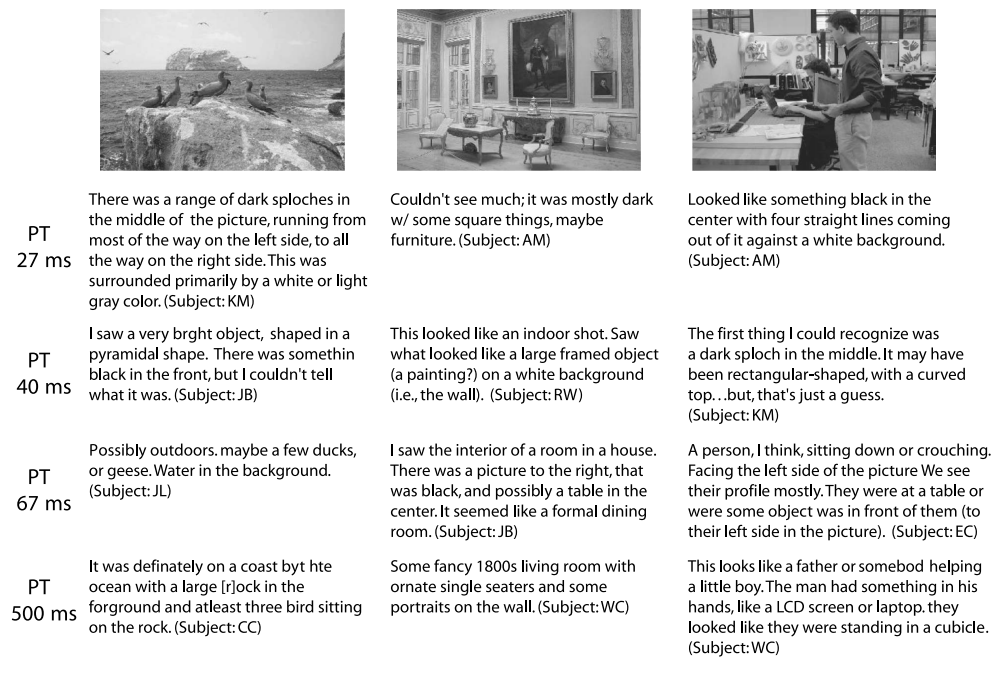 PT
27 ms
There was a range of dark sploches in
the middle of the picture, running from
most of the way on the left side, to all
the way on the right side. This was
surrounded primarily by a white or light
gray color. (Subject: KM)
Couldn't see much; it was mostly dark
w/ some square things, maybe
furniture. (Subject: AM)
Looked like something black in the
center with four straight lines coming
out of it against a white background.
(Subject: AM)
PT
40 ms
I saw a very brght object, shaped in a
pyramidal shape. There was somethin
black in the front, but I couldn't tell
what it was. (Subject: JB)
This looked like an indoor shot. Saw
what looked like a large framed object
(a painting?) on a white background
(i.e., the wall). (Subject: RW)
The first thing I could recognize was
a dark sploch in the middle. It may have
been rectangular-shaped, with a curved
top...but, that's just a guess.
(Subject: KM)
PT
67 ms
Possibly outdoors. maybe a few ducks,
or geese. Water in the background.
(Subject: JL)
I saw the interior of a room in a house.
There was a picture to the right, that
was black, and possibly a table in the
center. It seemed like a formal dining
room. (Subject: JB)
A person, I think, sitting down or crouching.
Facing the left side of the picture We see
their profile mostly. They were at a table or
were some object was in front of them (to
their left side in the picture). (Subject: EC)
PT
500 ms
It was definately on a coast byt hte
ocean with a large [r]ock in the
forground and atleast three bird sitting
on the rock. (Subject: CC)
Some fancy 1800s living room with
ornate single seaters and some
portraits on the wall. (Subject: WC)
This looks like a father or somebod helping
a little boy. The man had something in his
hands, like a LCD screen or laptop. they
looked like they were standing in a cubicle.
(Subject: WC)